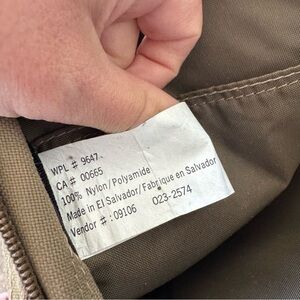 WPL # 9647
CA # 00665
100% Nylon/Polyamide
Made in El Salvador/Fabrique en Salvador
Vendor #:09106 023-2574